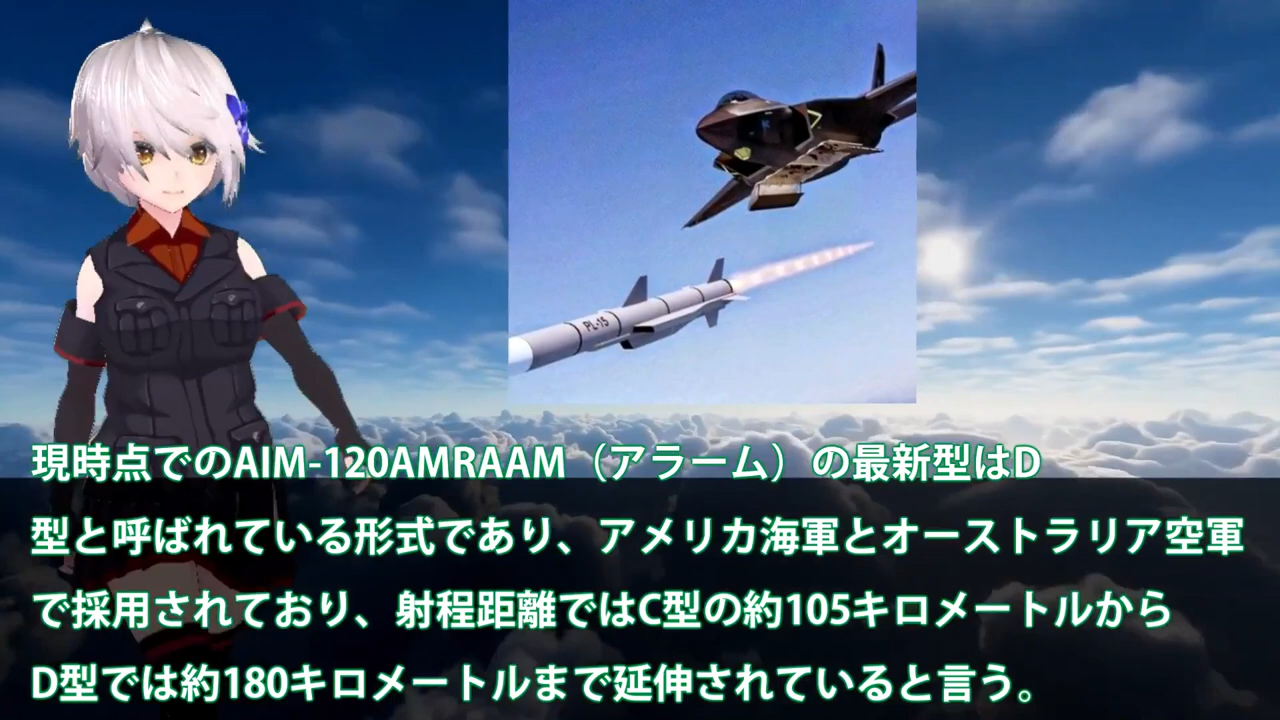 PL-15
現時点でのAIM-120AMRAAM（アラーム）の最新型はD
型と呼ばれている形式であり、アメリカ海軍とオーストラリア空軍
で採用されており、射程距離ではC型の約105キロメートルから
D型では約180キロメートルまで延伸されていると言う。